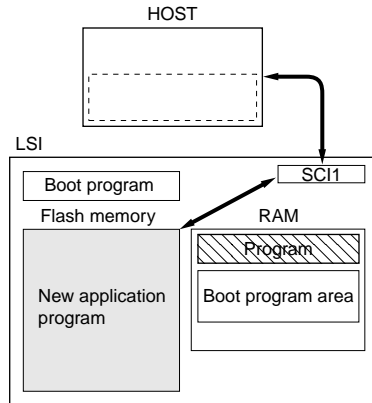 HOST
LSI
SCI1
Boot program
Flash memory
RAM
Program
New application
program
Boot program area